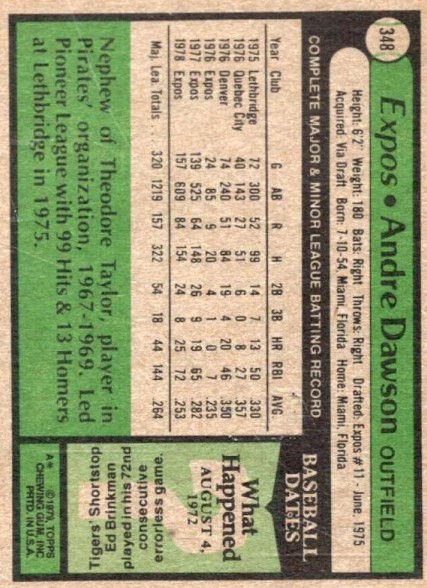 348
Expos • Andre Dawson OUTFIELD
Height: 6'2" Weight: 180 Bats: Right Throws: Right Drafted: Expos #11 - June, 1975
Acquired: Via Draft Born: 7-10-54, Miami, Florida Home: Miami, Florida
COMPLETE MAJOR & MINOR LEAGUE BATTING RECORD
Year Club G AB R H 2B 3B HR RBI AVG.
1975 Lethbridge 72 300 52 99 14 7 13 50 .330
1976 Quebec City 40 143 27 51 6 0 8 27 .357
1976 Denver 74 240 51 84 19 4 20 46 .350
1976 Expos 24 85 9 20 4 1 0 7 .235
1977 Expos 139 525 64 148 26 9 19 65 .282
1978 Expos 157 609 84 154 24 8 25 72 .253
Maj. Lea. Totals ... 320 1219 157 322 54 18 44 144 .264
Nephew of Theodore Taylor, player in
Pirates' organization, 1967-1969. Led
Pioneer League with 99 Hits & 13 Homers
at Lethbridge in 1975.
BASEBALL
DATES
What
Happened
AUGUST 4,
1972
Tigers Shortstop
Ed Brinkman
played in his 72nd
consecutive
errorless game.
A* ©1979, TOPPS
CHEWING GUM, INC.
PRTD. IN U.S.A.